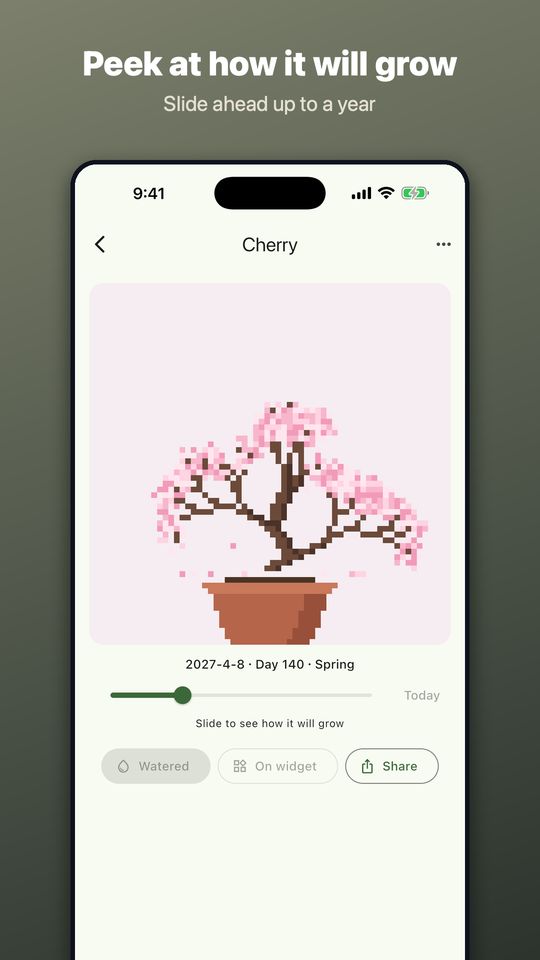 Peek at how it will grow
Slide ahead up to a year
9:41
Cherry
2027-4-8 · Day 140 · Spring
Today
Slide to see how it will grow
Watered
On widget
Share